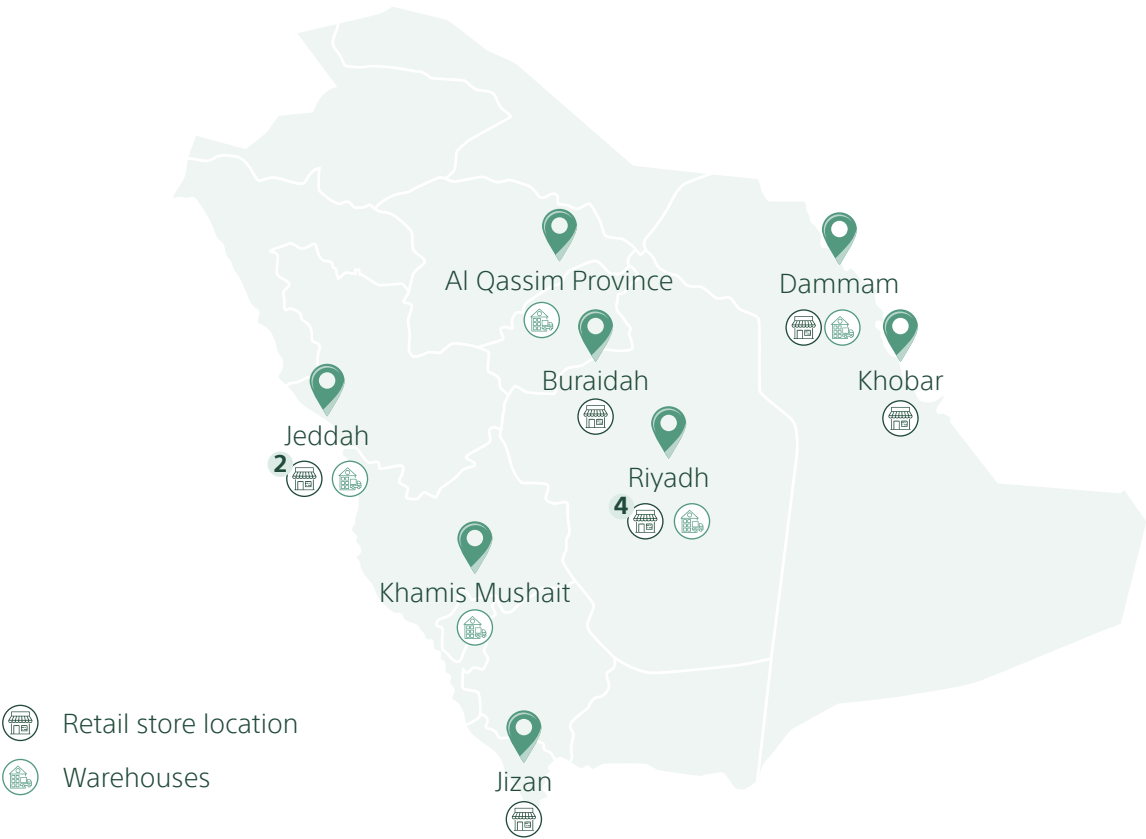 Al Qassim Province
Dammam
Buraidah
Khobar
Jeddah
2
Riyadh
4
Khamis Mushait
Retail store location
Warehouses
Jizan